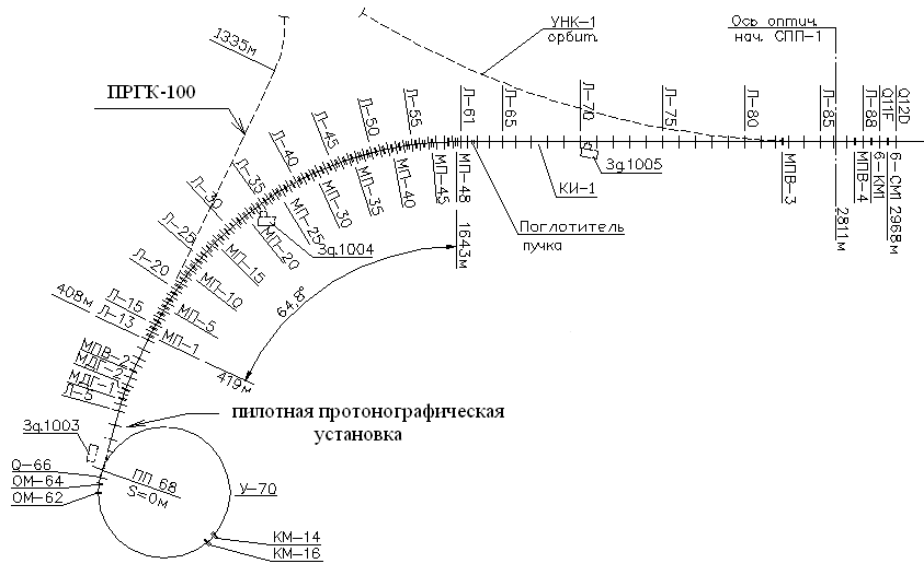 1335м
УНК-1
орбит.
Ось оптич.
нач. СПП-1
ПРГК-100
Л-40
Л-45
Л-50
Л-55
Л-61
Л-65
Л-70
Л-75
Л-80
Л-85
Л-88
Q11F
Q12D
Л-35
Л-30
Л-25
Л-20
Л-15
Л-13
408м
МП-1
МП-5
МП-10
МП-15
МП-20
МП-25
МП-30
МП-35
МП-40
МП-45
МП-48
1643м
Зд.1004
Зд.1005
КИ-1
Поглотитель
пучка
МПВ-3
2811м
МПВ-4
6-КМ1
6-СМ1
2968м
64,8°
419м
МПВ-2
МДГ-2
МДГ-1
Л-5
Зд.1003
пилотная протонографическая
установка
Q-66
ОМ-64
ОМ-62
ПП 68
S=0м
У-70
КМ-14
КМ-16